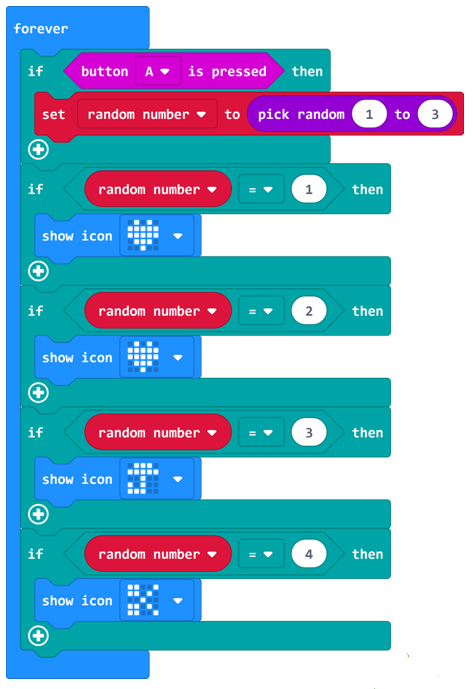 forever
if button A is pressed then
set random number to pick random 1 to 3
if random number = 1 then
show icon
if random number = 2 then
show icon
if random number = 3 then
show icon
if random number = 4 then
show icon